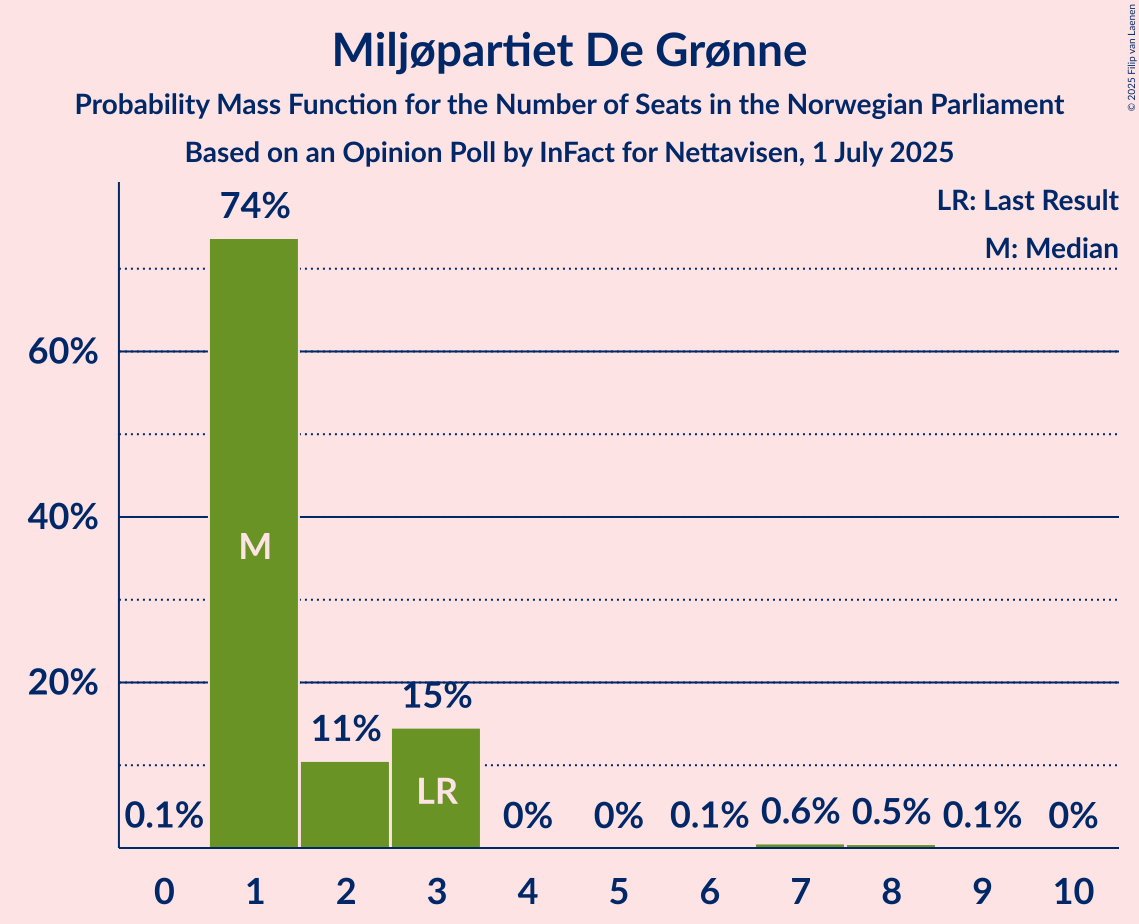 Miljøpartiet De Grønne
Probability Mass Function for the Number of Seats in the Norwegian Parliament
Based on an Opinion Poll by InFact for Nettavisen, 1 July 2025
© 2025 Filip van Laenen
LR: Last Result
M: Median
74%
60%
40%
M
20%
15%
11%
LR
0.1% 0% 0% 0.1% 0.6% 0.5% 0.1% 0%
0 1 2 3 4 5 6 7 8 9 10